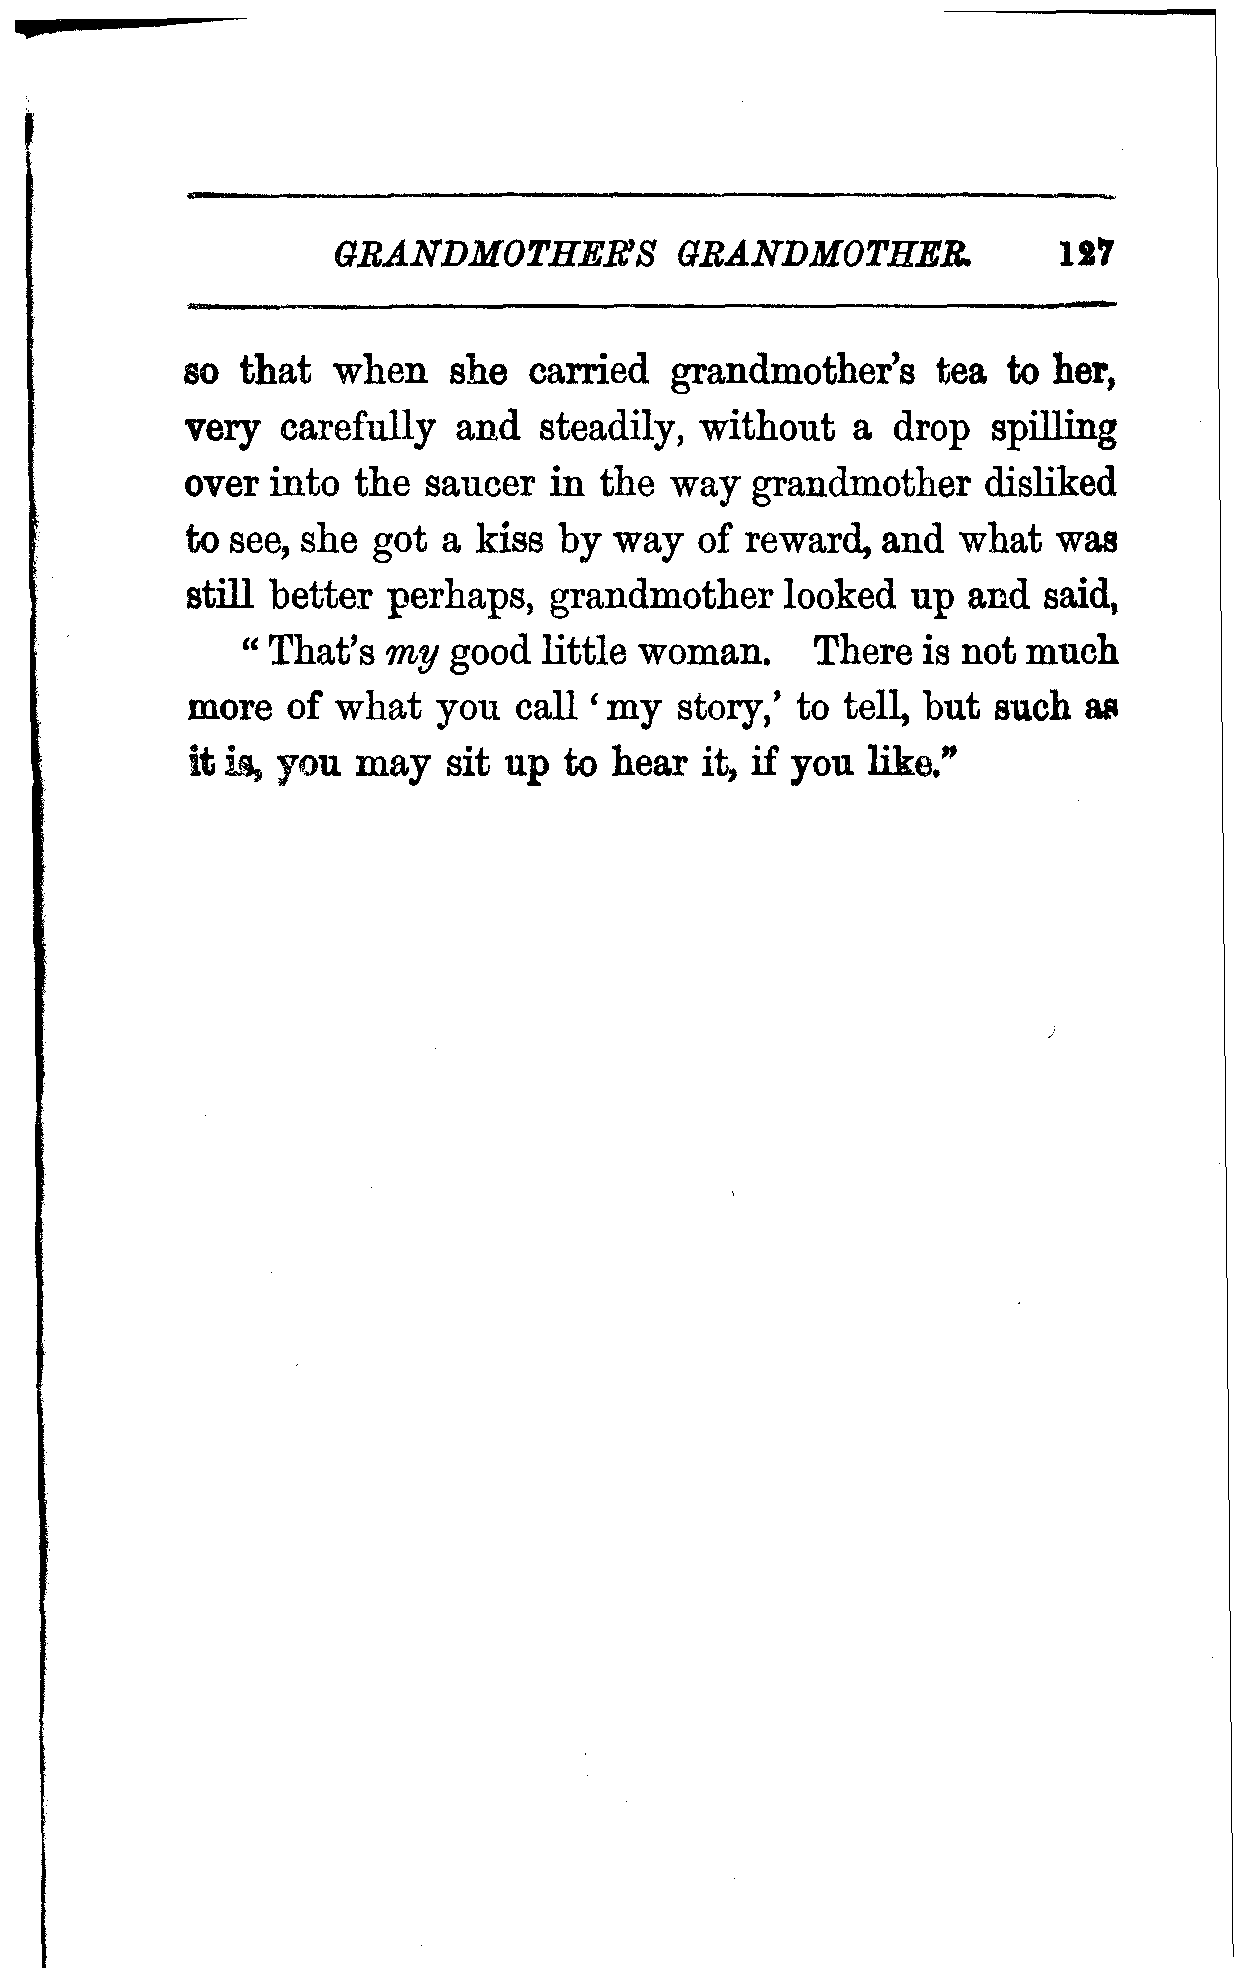 GRANDMOTHER'S GRANDMOTHER. 127
so that when she carried grandmother's tea to her,
very carefully and steadily, without a drop spilling
over into the saucer in the way grandmother disliked
to see, she got a kiss by way of reward, and what was
still better perhaps, grandmother looked up and said,
“That's my good little woman. There is not much
more of what you call ‘my story,’ to tell, but such as
it is, you may sit up to hear it, if you like.”